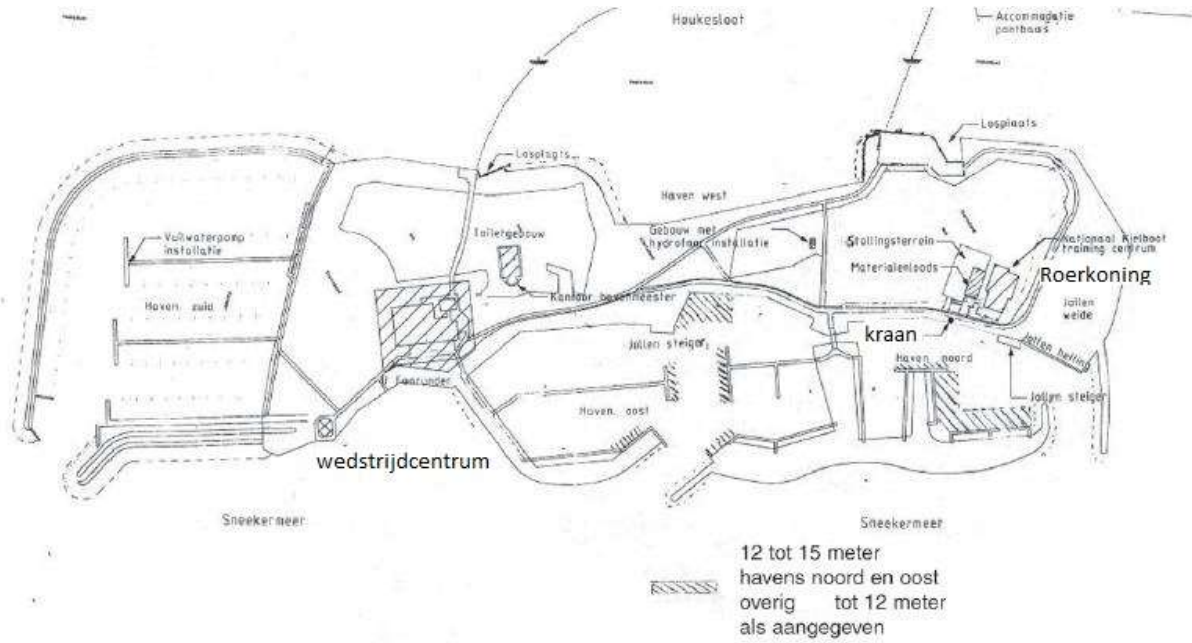 Houkesloot
Accommodatie
pontbaas
Losplaats
Losplaats
Haven west
Toiletgebouw
Gebouw met
hydrofoor installatie
Stallingsterrein
Nationaal Kielboot
training centrum
Materialenloods
Roerkoning
Vuilwaterpomp
installatie
Kantoor havenmeester
Haven zuid
Jollen
weide
kraan
Jollen steiger
Jollen helling
Haven noord
Jollen steiger
Haven oost
wedstrijdcentrum
Sneekermeer
Sneekermeer
12 tot 15 meter
havens noord en oost
overig tot 12 meter
als aangegeven